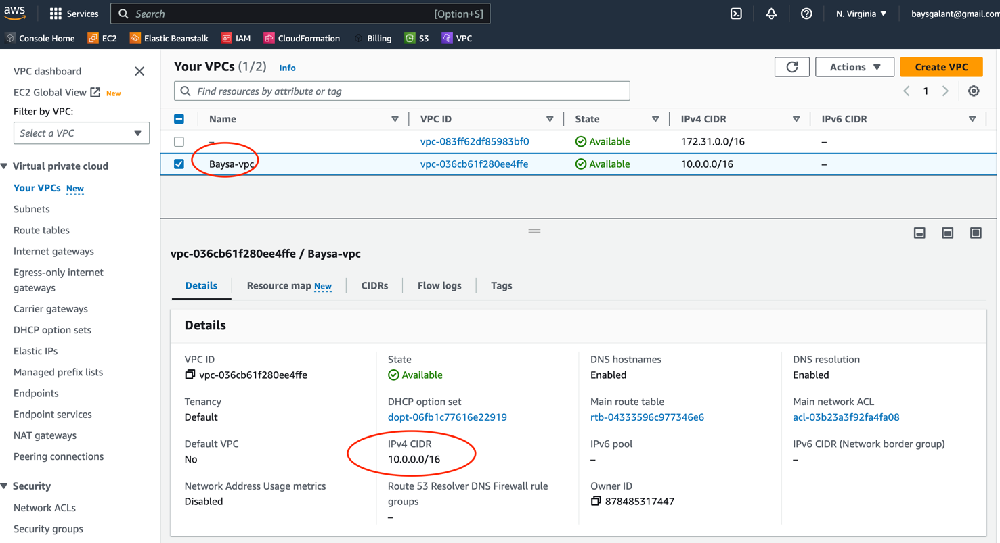 aws
Services
Search
[Option+S]
N. Virginia
baysgalant@gmail.com
Console Home
EC2
Elastic Beanstalk
IAM
CloudFormation
Billing
S3
VPC
VPC dashboard
EC2 Global View New
Filter by VPC:
Select a VPC
Virtual private cloud
Your VPCs New
Subnets
Route tables
Internet gateways
Egress-only internet
gateways
Carrier gateways
DHCP option sets
Elastic IPs
Managed prefix lists
Endpoints
Endpoint services
NAT gateways
Peering connections
Security
Network ACLs
Security groups
Your VPCs (1/2) Info
Actions
Create VPC
Find resources by attribute or tag
1
Name VPC ID State IPv4 CIDR IPv6 CIDR
– vpc-083ff62df85983bf0 Available 172.31.0.0/16 –
Baysa-vpc vpc-036cb61f280ee4ffe Available 10.0.0.0/16 –
vpc-036cb61f280ee4ffe / Baysa-vpc
Details Resource map New CIDRs Flow logs Tags
Details
VPC ID
vpc-036cb61f280ee4ffe
State
Available
DNS hostnames
Enabled
DNS resolution
Enabled
Tenancy
Default
DHCP option set
dopt-06fb1c77616e22919
Main route table
rtb-04333596c977346e6
Main network ACL
acl-03b23a3f92fa4fa08
Default VPC
No
IPv4 CIDR
10.0.0.0/16
IPv6 pool
–
IPv6 CIDR (Network border group)
–
Network Address Usage metrics
Disabled
Route 53 Resolver DNS Firewall rule
groups
–
Owner ID
878485317447